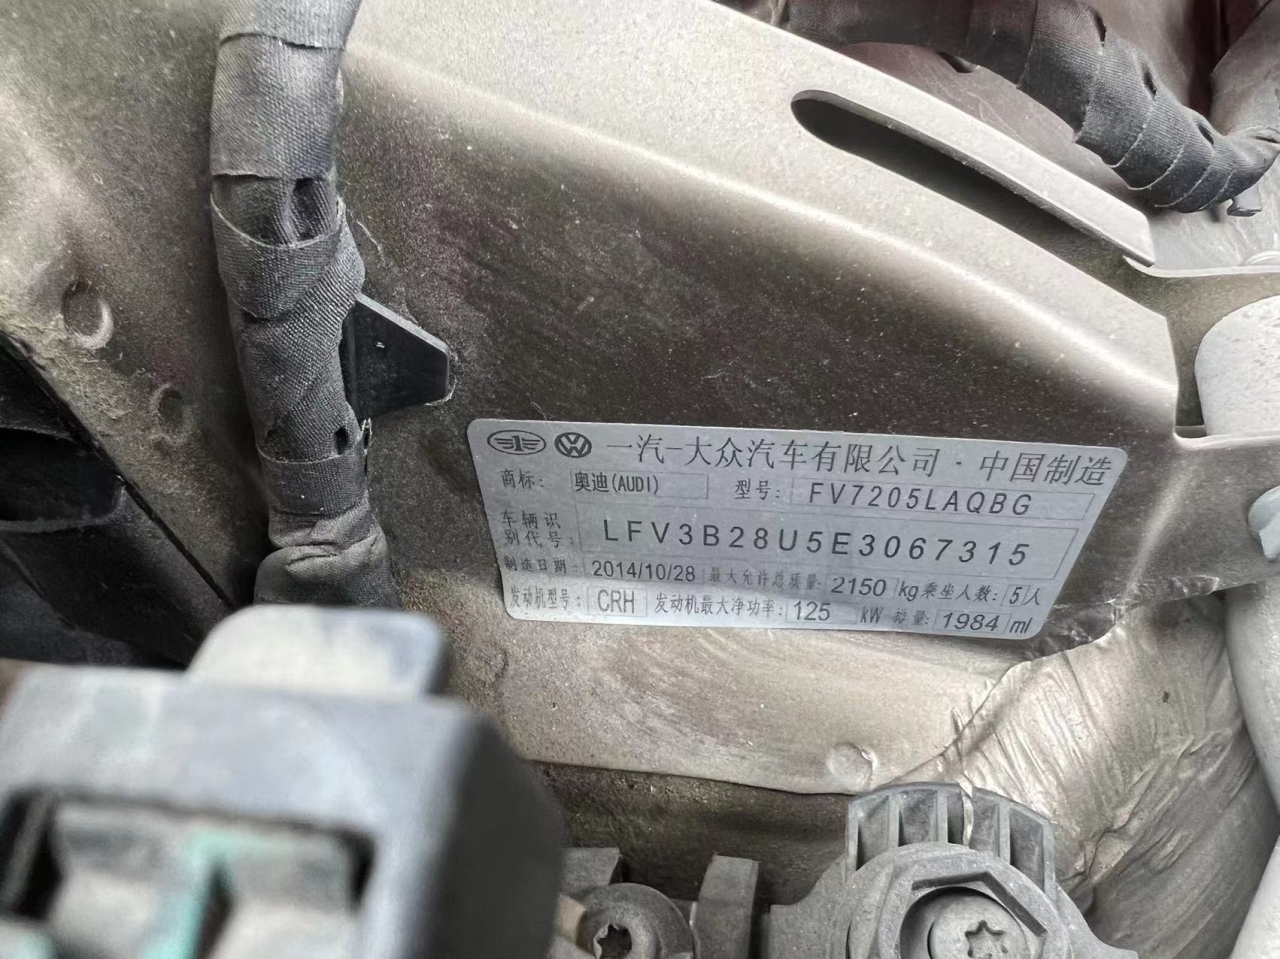 一汽-大众汽车有限公司·中国制造
商标: 奥迪(AUDI) 型号: FV7205LAQBG
车辆识别代号: LFV3B28U5E3067315
制造日期: 2014/10/28 最大允许总质量: 2150 kg 乘坐人数: 5人
发动机型号: CRH 发动机最大净功率: 125 kW 排量: 1984 ml